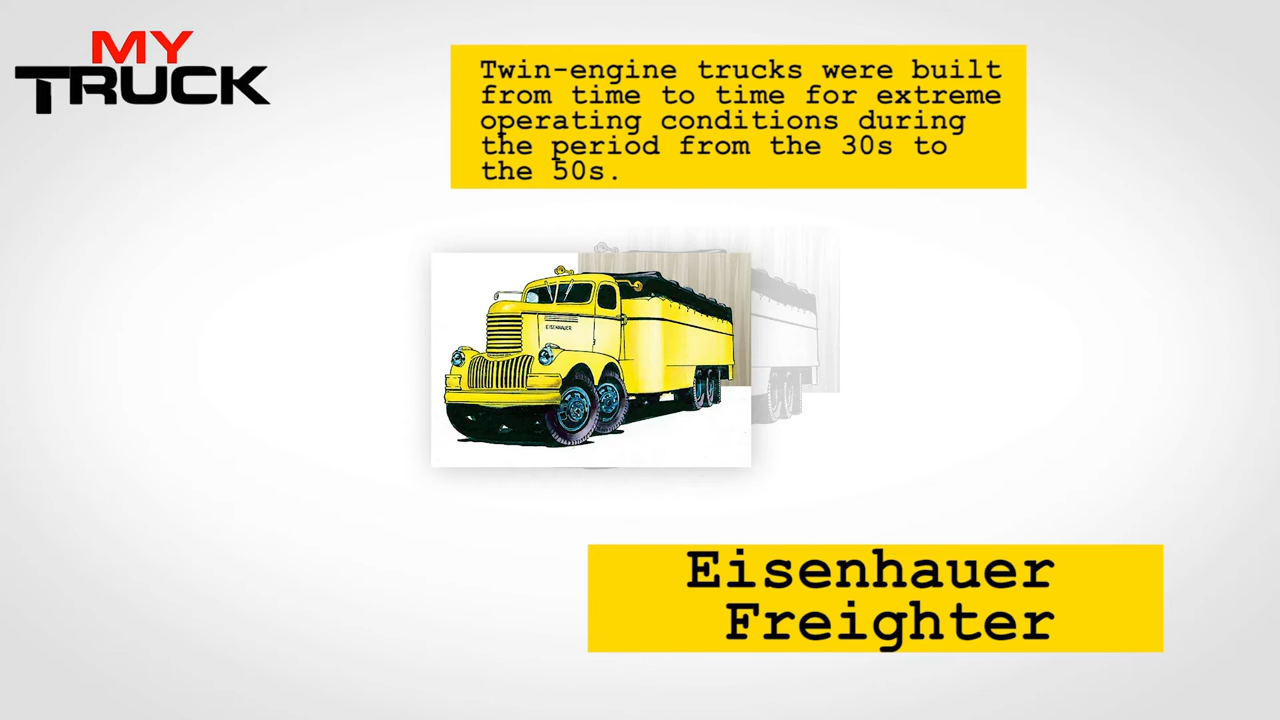 MY
TRUCK
Twin-engine trucks were built
from time to time for extreme
operating conditions during
the period from the 30s to
the 50s.
EISENHAUER
Eisenhauer
Freighter